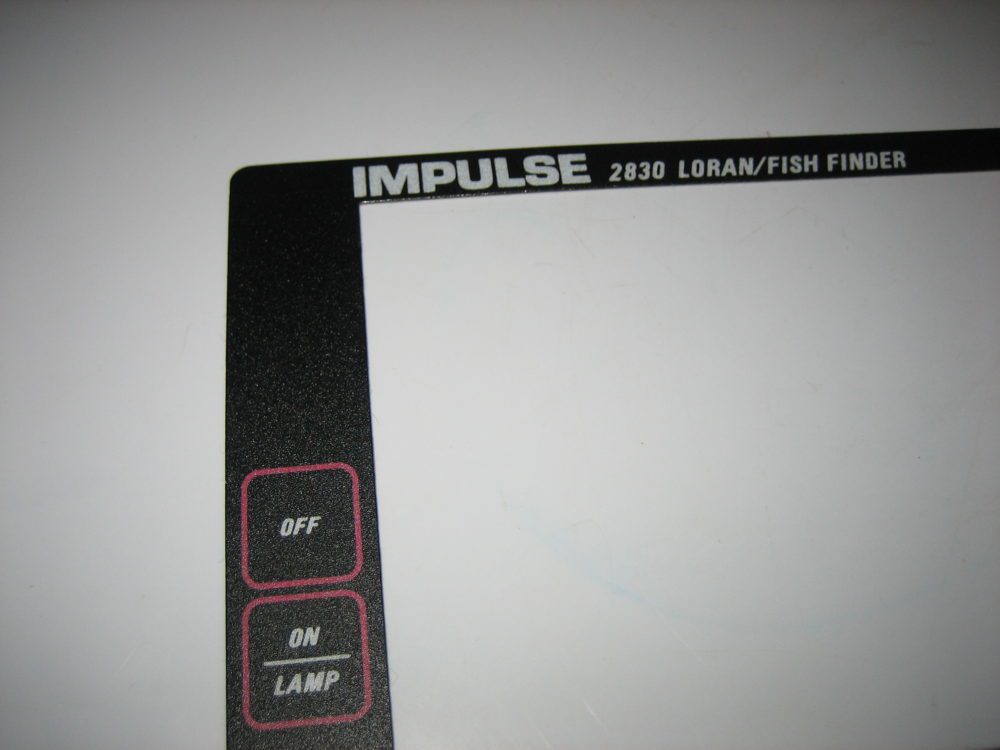 IMPULSE 2830 LORAN/FISH FINDER
OFF
ON
LAMP